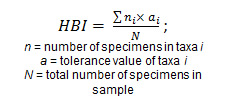 HBI = Σ nᵢ × aᵢ / N ;
n = number of specimens in taxa i
a = tolerance value of taxa i
N = total number of specimens in
sample